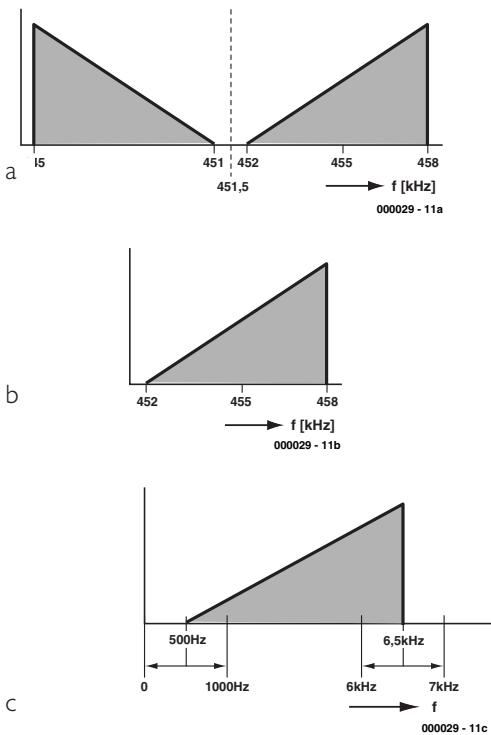 45
451 452 455 458
451,5
f [kHz]
000029 - 11a
a
452 455 458
f [kHz]
000029 - 11b
b
500Hz 6,5kHz
0 1000Hz 6kHz 7kHz
f
000029 - 11c
c